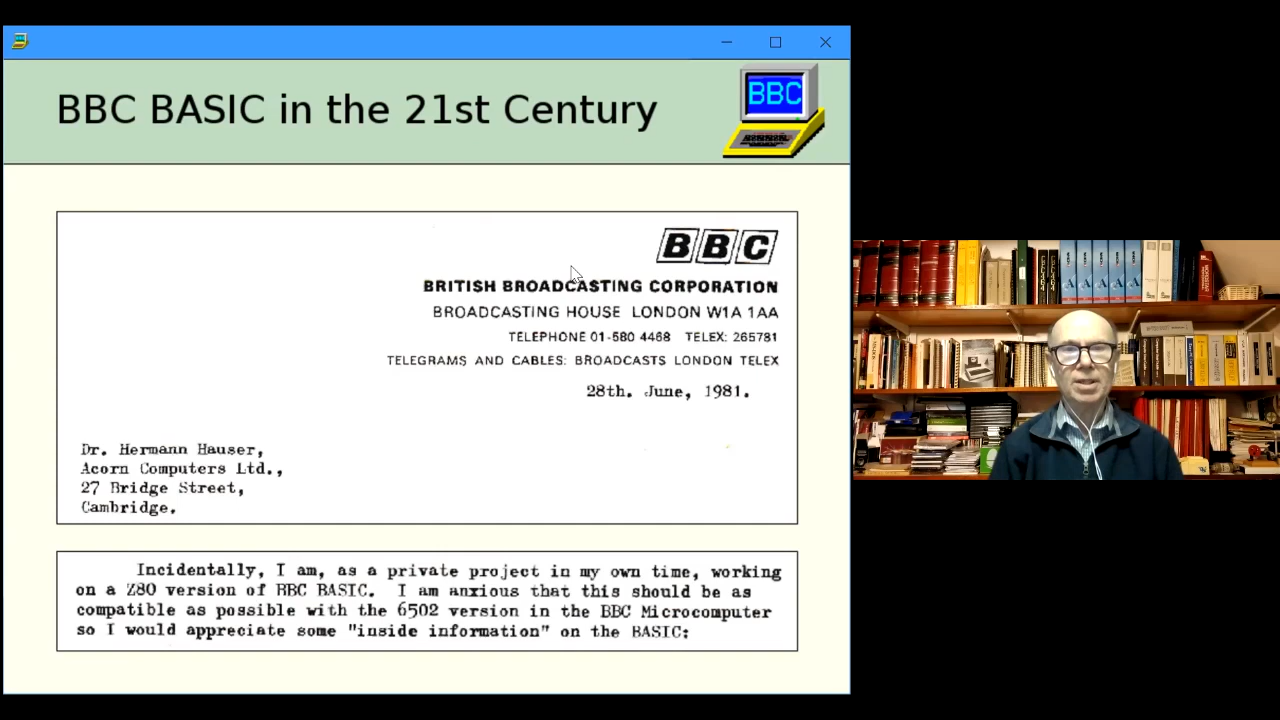 BBC BASIC in the 21st Century
BBC
BBC
BRITISH BROADCASTING CORPORATION
BROADCASTING HOUSE LONDON W1A 1AA
TELEPHONE 01-580 4468 TELEX: 265781
TELEGRAMS AND CABLES: BROADCASTS LONDON TELEX
28th. June, 1981.
Dr. Hermann Hauser,
Acorn Computers Ltd.,
27 Bridge Street,
Cambridge.
Incidentally, I am, as a private project in my own time, working
on a Z80 version of BBC BASIC. I am anxious that this should be as
compatible as possible with the 6502 version in the BBC Microcomputer
so I would appreciate some "inside information" on the BASIC: